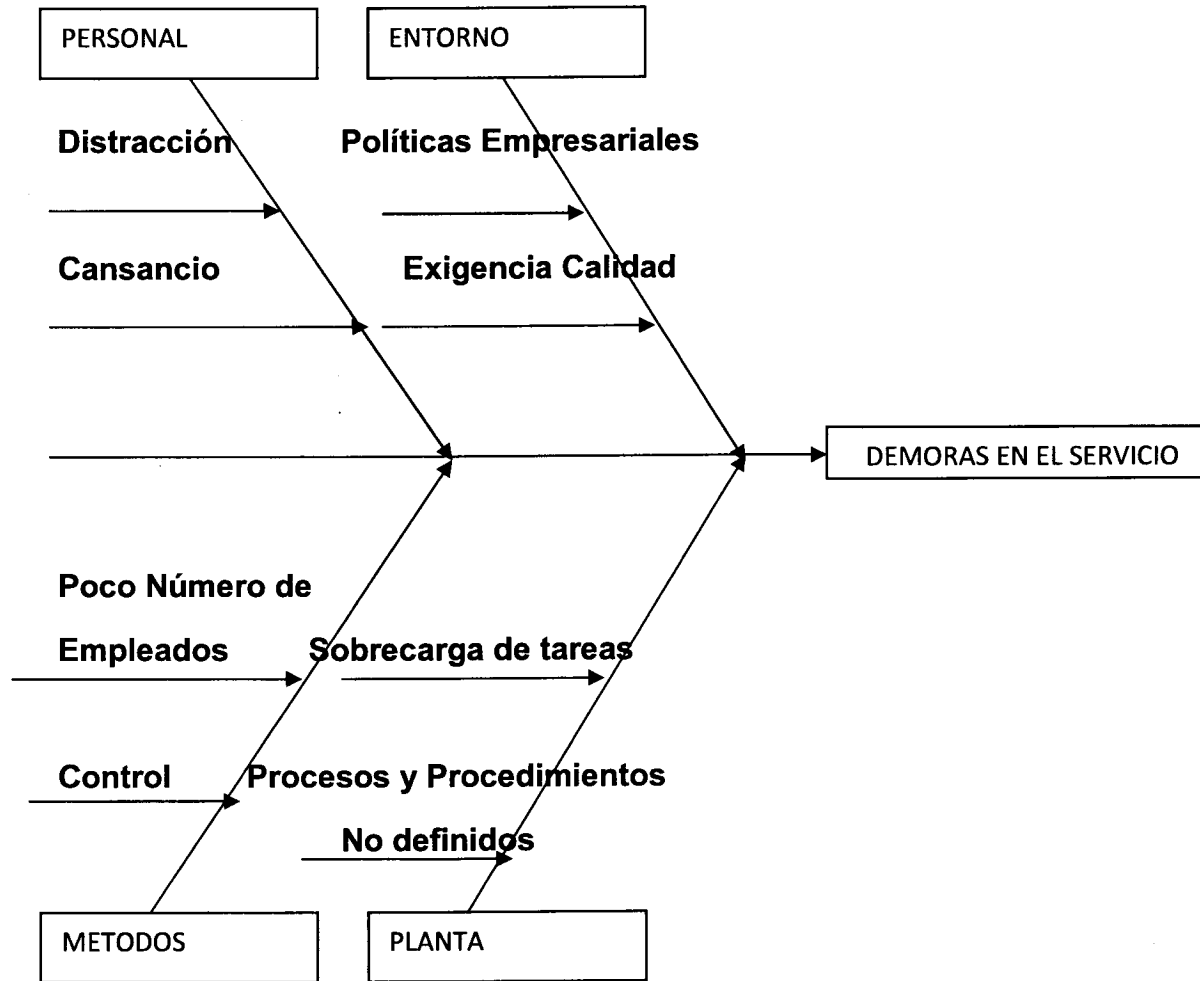 PERSONAL
ENTORNO
Distracción
Políticas Empresariales
Cansancio
Exigencia Calidad
DEMORAS EN EL SERVICIO
Poco Número de
Empleados
Sobrecarga de tareas
Control
Procesos y Procedimientos
No definidos
METODOS
PLANTA